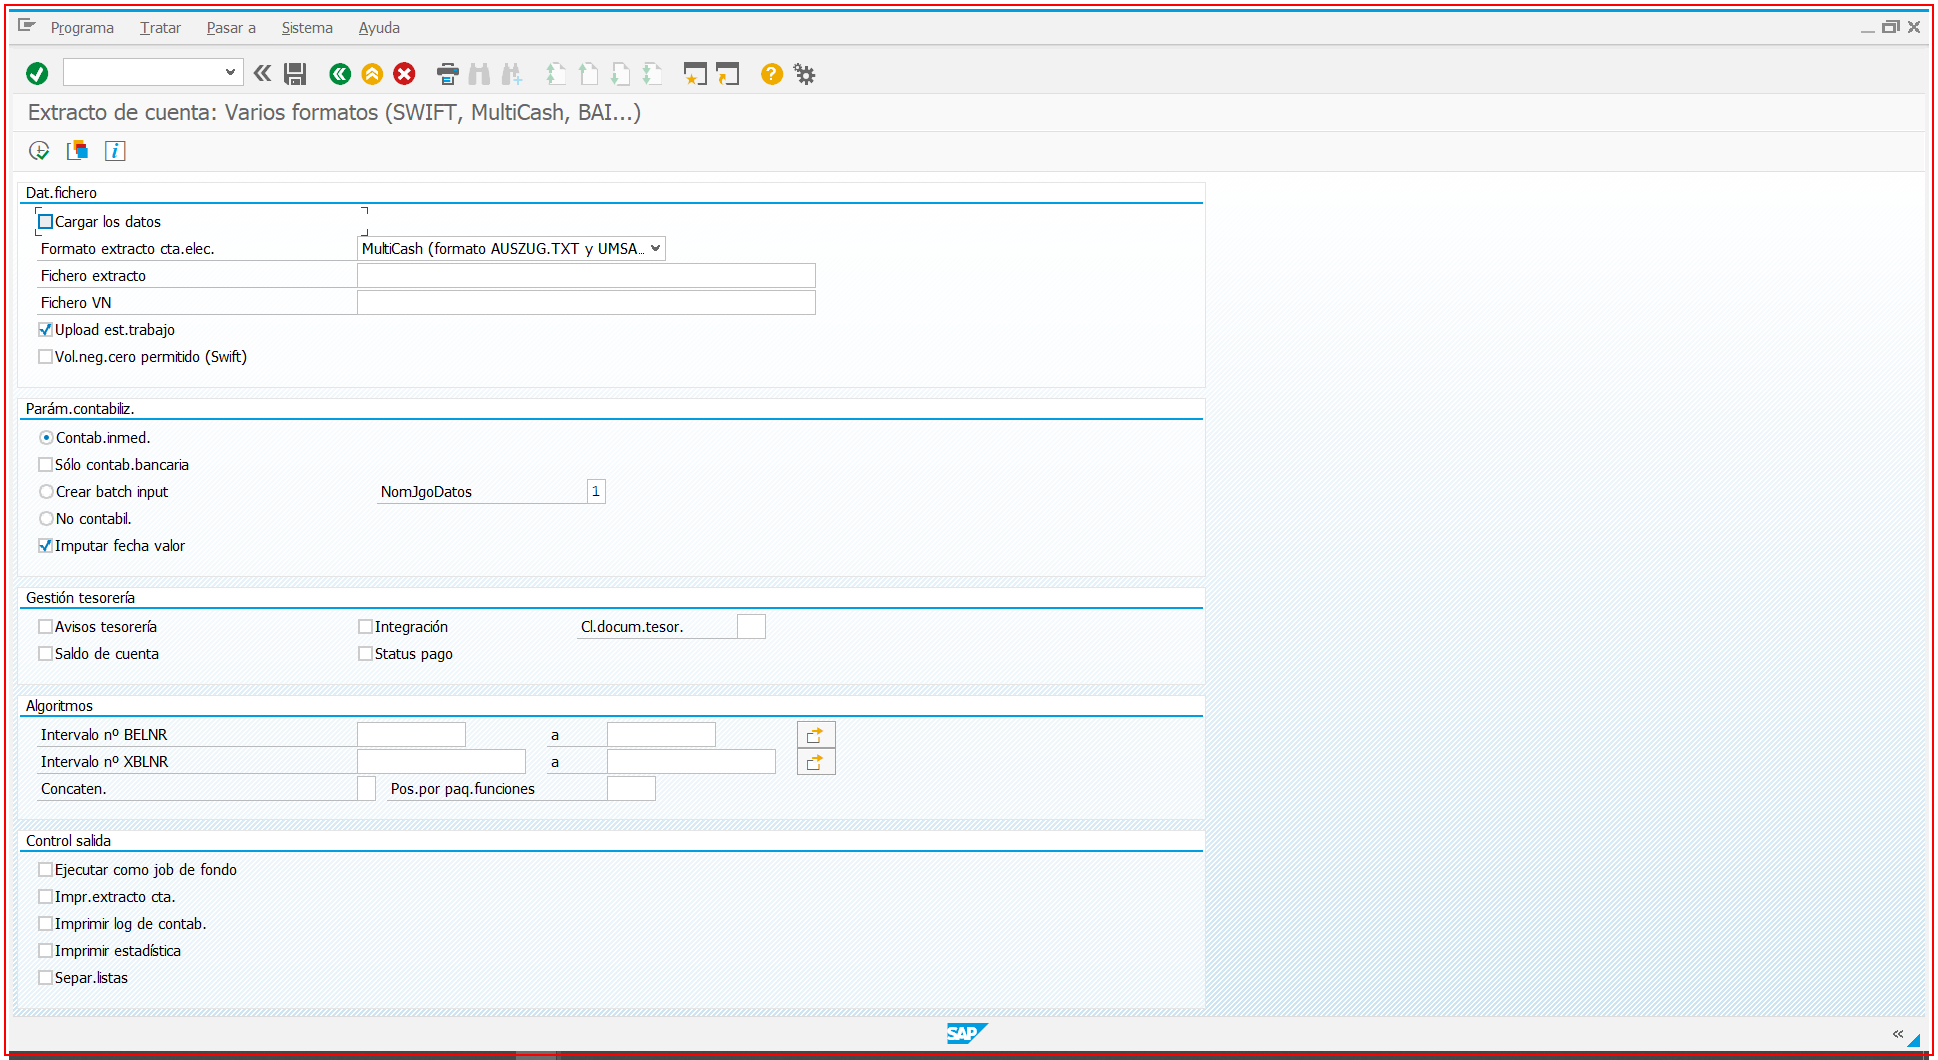 Programa Tratar Pasar a Sistema Ayuda
Extracto de cuenta: Varios formatos (SWIFT, MultiCash, BAI...)
Dat.fichero
Cargar los datos
Formato extracto cta.elec. MultiCash (formato AUSZUG.TXT y UMSA...
Fichero extracto
Fichero VN
Upload est.trabajo
Vol.neg.cero permitido (Swift)
Parám.contabiliz.
Contab.inmed.
Sólo contab.bancaria
Crear batch input NomJgoDatos 1
No contabil.
Imputar fecha valor
Gestión tesorería
Avisos tesorería Integración Cl.docum.tesor.
Saldo de cuenta Status pago
Algoritmos
Intervalo nº BELNR a
Intervalo nº XBLNR a
Concaten. Pos.por paq.funciones
Control salida
Ejecutar como job de fondo
Impr.extracto cta.
Imprimir log de contab.
Imprimir estadística
Separ.listas
SAP